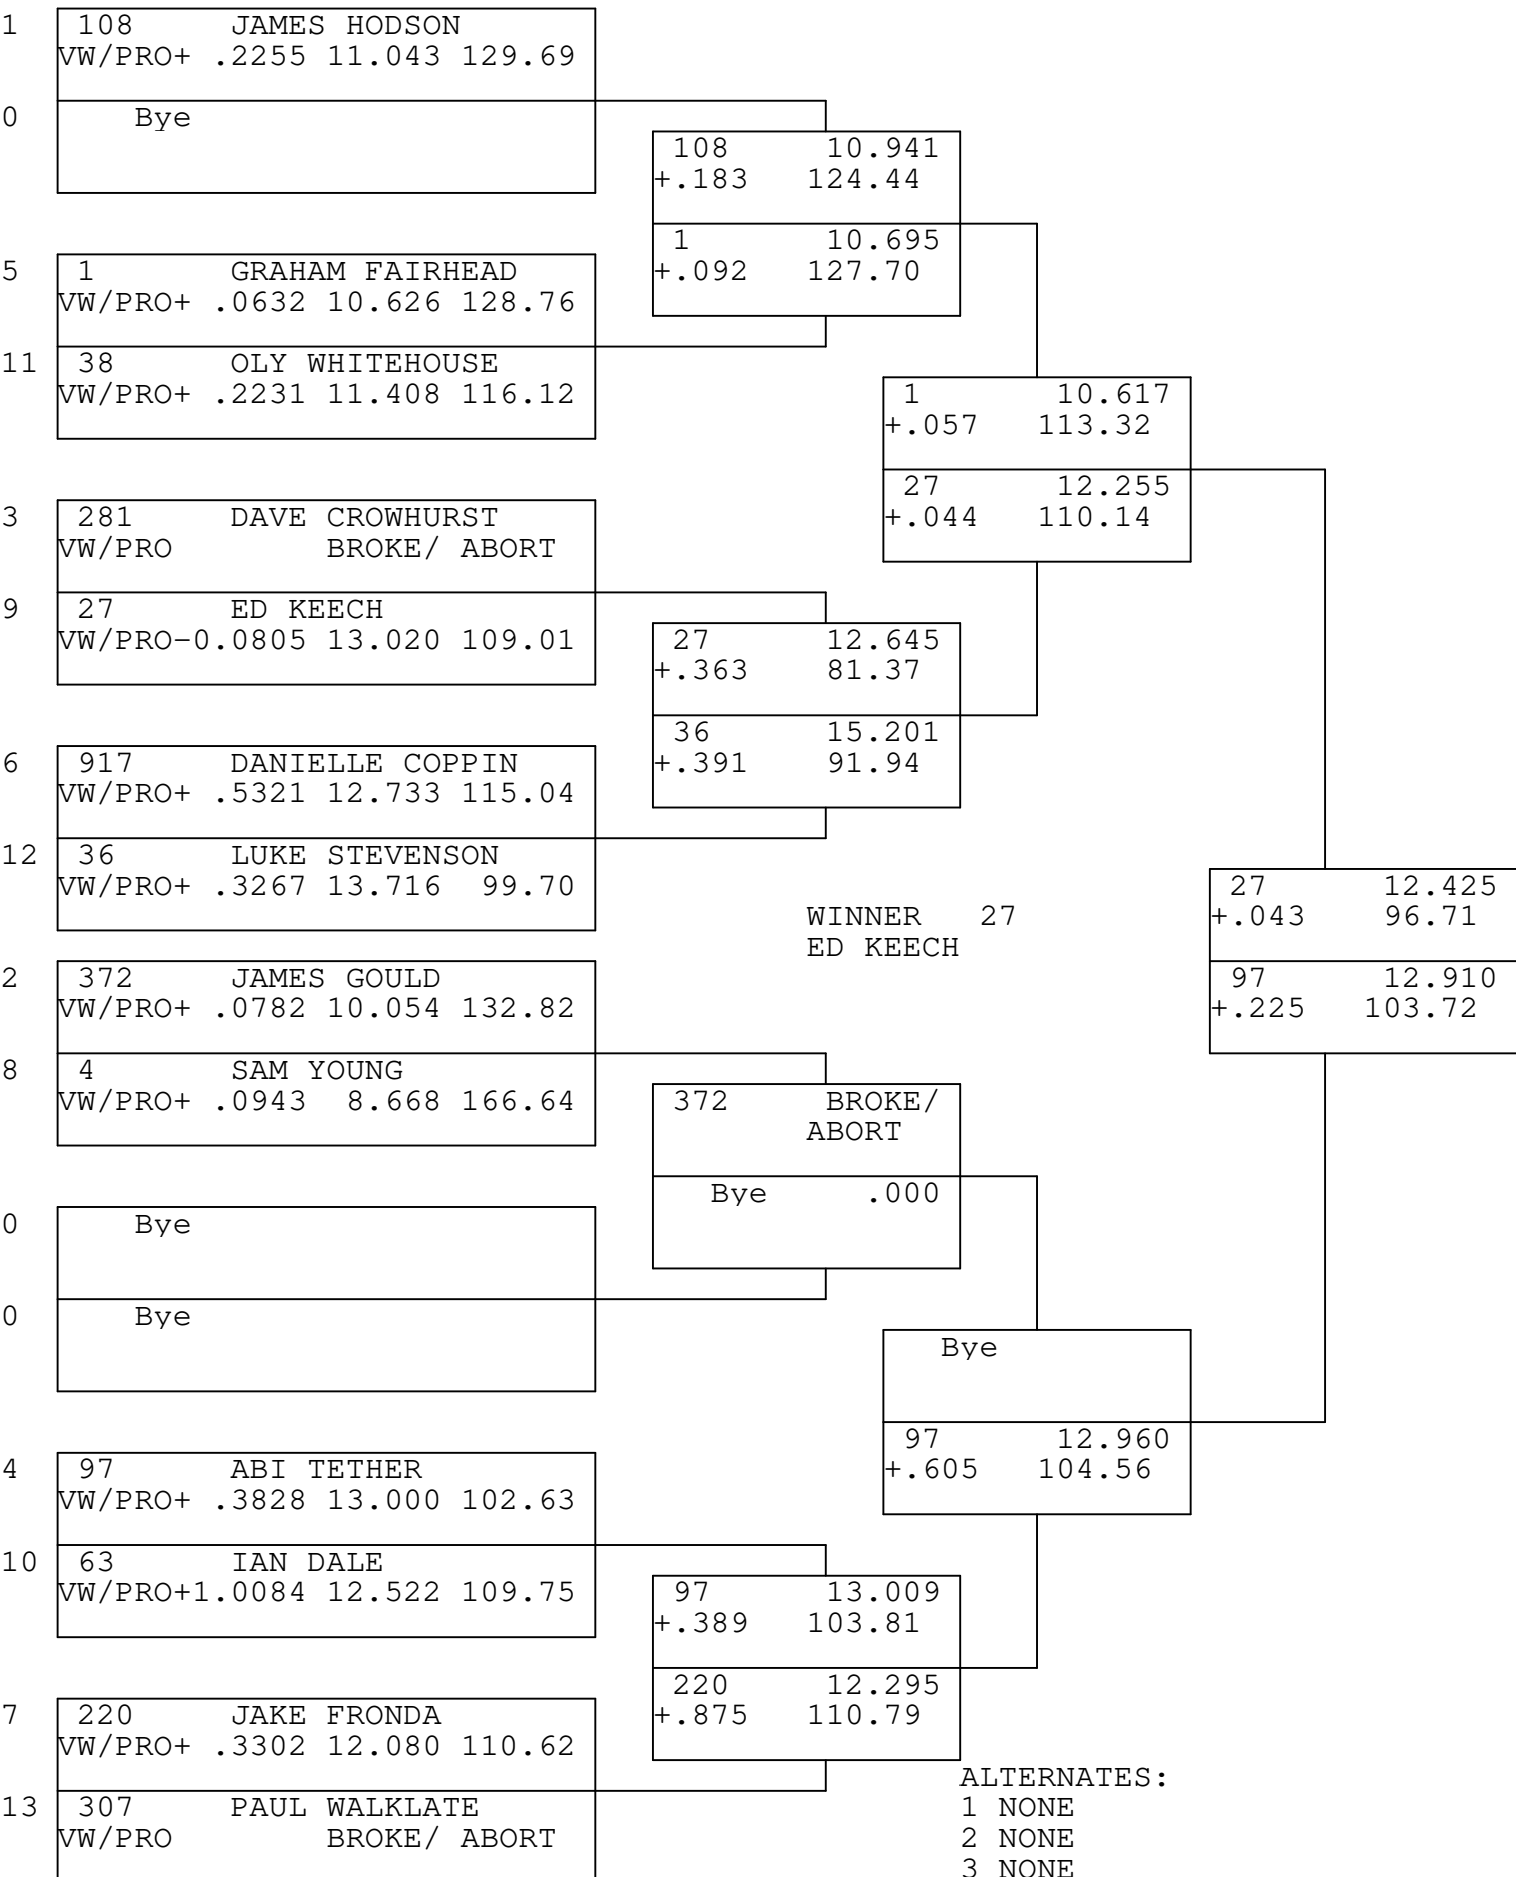 1 108 JAMES HODSON
VW/PRO+ .2255 11.043 129.69
0 Bye
5 1 GRAHAM FAIRHEAD
VW/PRO+ .0632 10.626 128.76
11 38 OLY WHITEHOUSE
VW/PRO+ .2231 11.408 116.12
3 281 DAVE CROWHURST
VW/PRO BROKE/ ABORT
9 27 ED KEECH
VW/PRO-0.0805 13.020 109.01
6 917 DANIELLE COPPIN
VW/PRO+ .5321 12.733 115.04
12 36 LUKE STEVENSON
VW/PRO+ .3267 13.716 99.70
2 372 JAMES GOULD
VW/PRO+ .0782 10.054 132.82
8 4 SAM YOUNG
VW/PRO+ .0943 8.668 166.64
0 Bye
0 Bye
4 97 ABI TETHER
VW/PRO+ .3828 13.000 102.63
10 63 IAN DALE
VW/PRO+1.0084 12.522 109.75
7 220 JAKE FRONDA
VW/PRO+ .3302 12.080 110.62
13 307 PAUL WALKLATE
VW/PRO BROKE/ ABORT
108 10.941
+.183 124.44
1 10.695
+.092 127.70
27 12.645
+.363 81.37
36 15.201
+.391 91.94
372 BROKE/
ABORT
Bye .000
97 13.009
+.389 103.81
220 12.295
+.875 110.79
1 10.617
+.057 113.32
27 12.255
+.044 110.14
Bye
97 12.960
+.605 104.56
WINNER 27
ED KEECH
27 12.425
+.043 96.71
97 12.910
+.225 103.72
ALTERNATES:
1 NONE
2 NONE
3 NONE